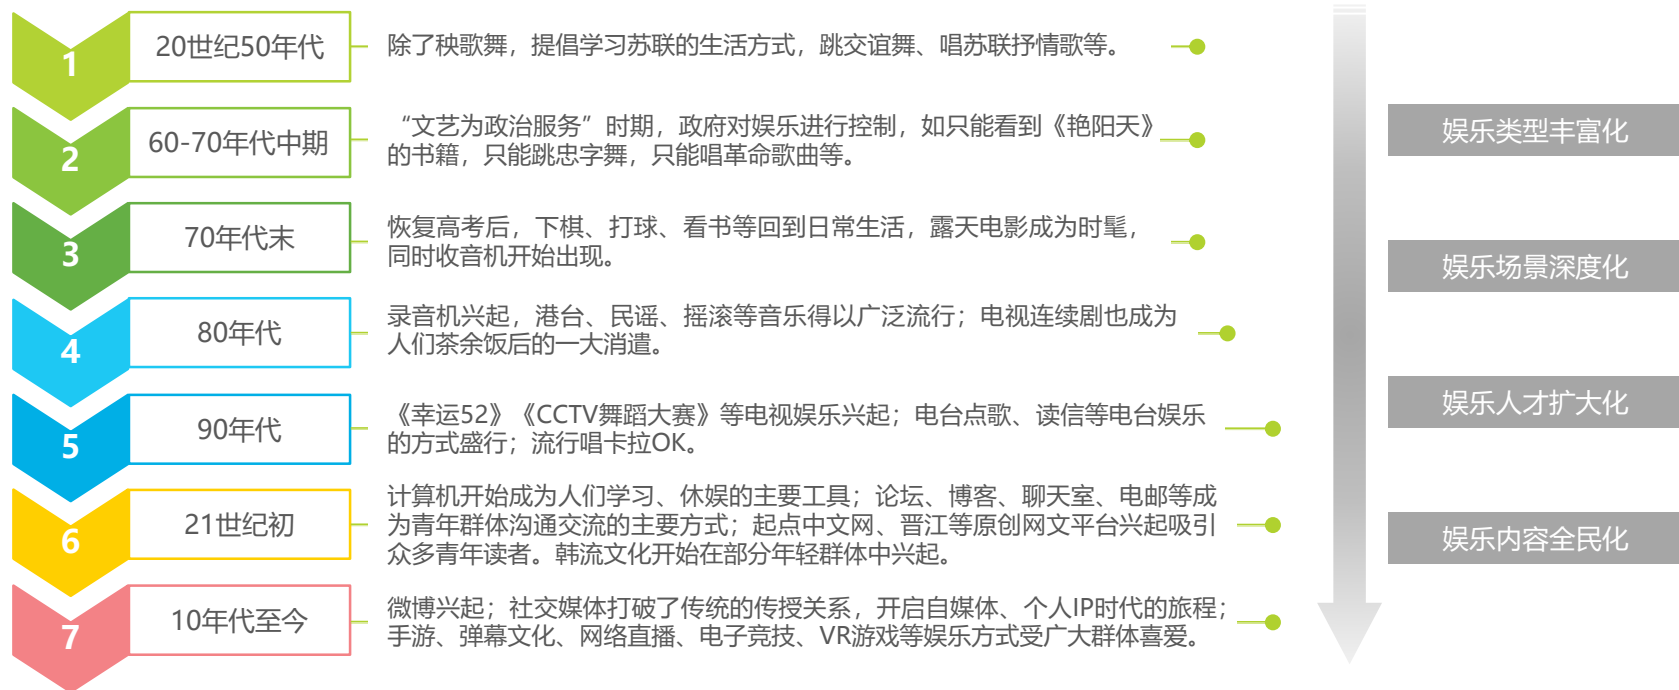 1
20世纪50年代
除了秧歌舞，提倡学习苏联的生活方式，跳交谊舞、唱苏联抒情歌等。
2
60-70年代中期
“文艺为政治服务”时期，政府对娱乐进行控制，如只能看到《艳阳天》
的书籍，只能跳忠字舞，只能唱革命歌曲等。
3
70年代末
恢复高考后，下棋、打球、看书等回到日常生活，露天电影成为时髦，
同时收音机开始出现。
4
80年代
录音机兴起，港台、民谣、摇滚等音乐得以广泛流行；电视连续剧也成为
人们茶余饭后的一大消遣。
5
90年代
《幸运52》《CCTV舞蹈大赛》等电视娱乐兴起；电台点歌、读信等电台娱乐
的方式盛行；流行唱卡拉OK。
6
21世纪初
计算机开始成为人们学习、休娱的主要工具；论坛、博客、聊天室、电邮等成
为青年群体沟通交流的主要方式；起点中文网、晋江等原创网文平台兴起吸引
众多青年读者。韩流文化开始在部分年轻群体中兴起。
7
10年代至今
微博兴起；社交媒体打破了传统的传授关系，开启自媒体、个人IP时代的旅程；
手游、弹幕文化、网络直播、电子竞技、VR游戏等娱乐方式受广大群体喜爱。
娱乐类型丰富化
娱乐场景深度化
娱乐人才扩大化
娱乐内容全民化